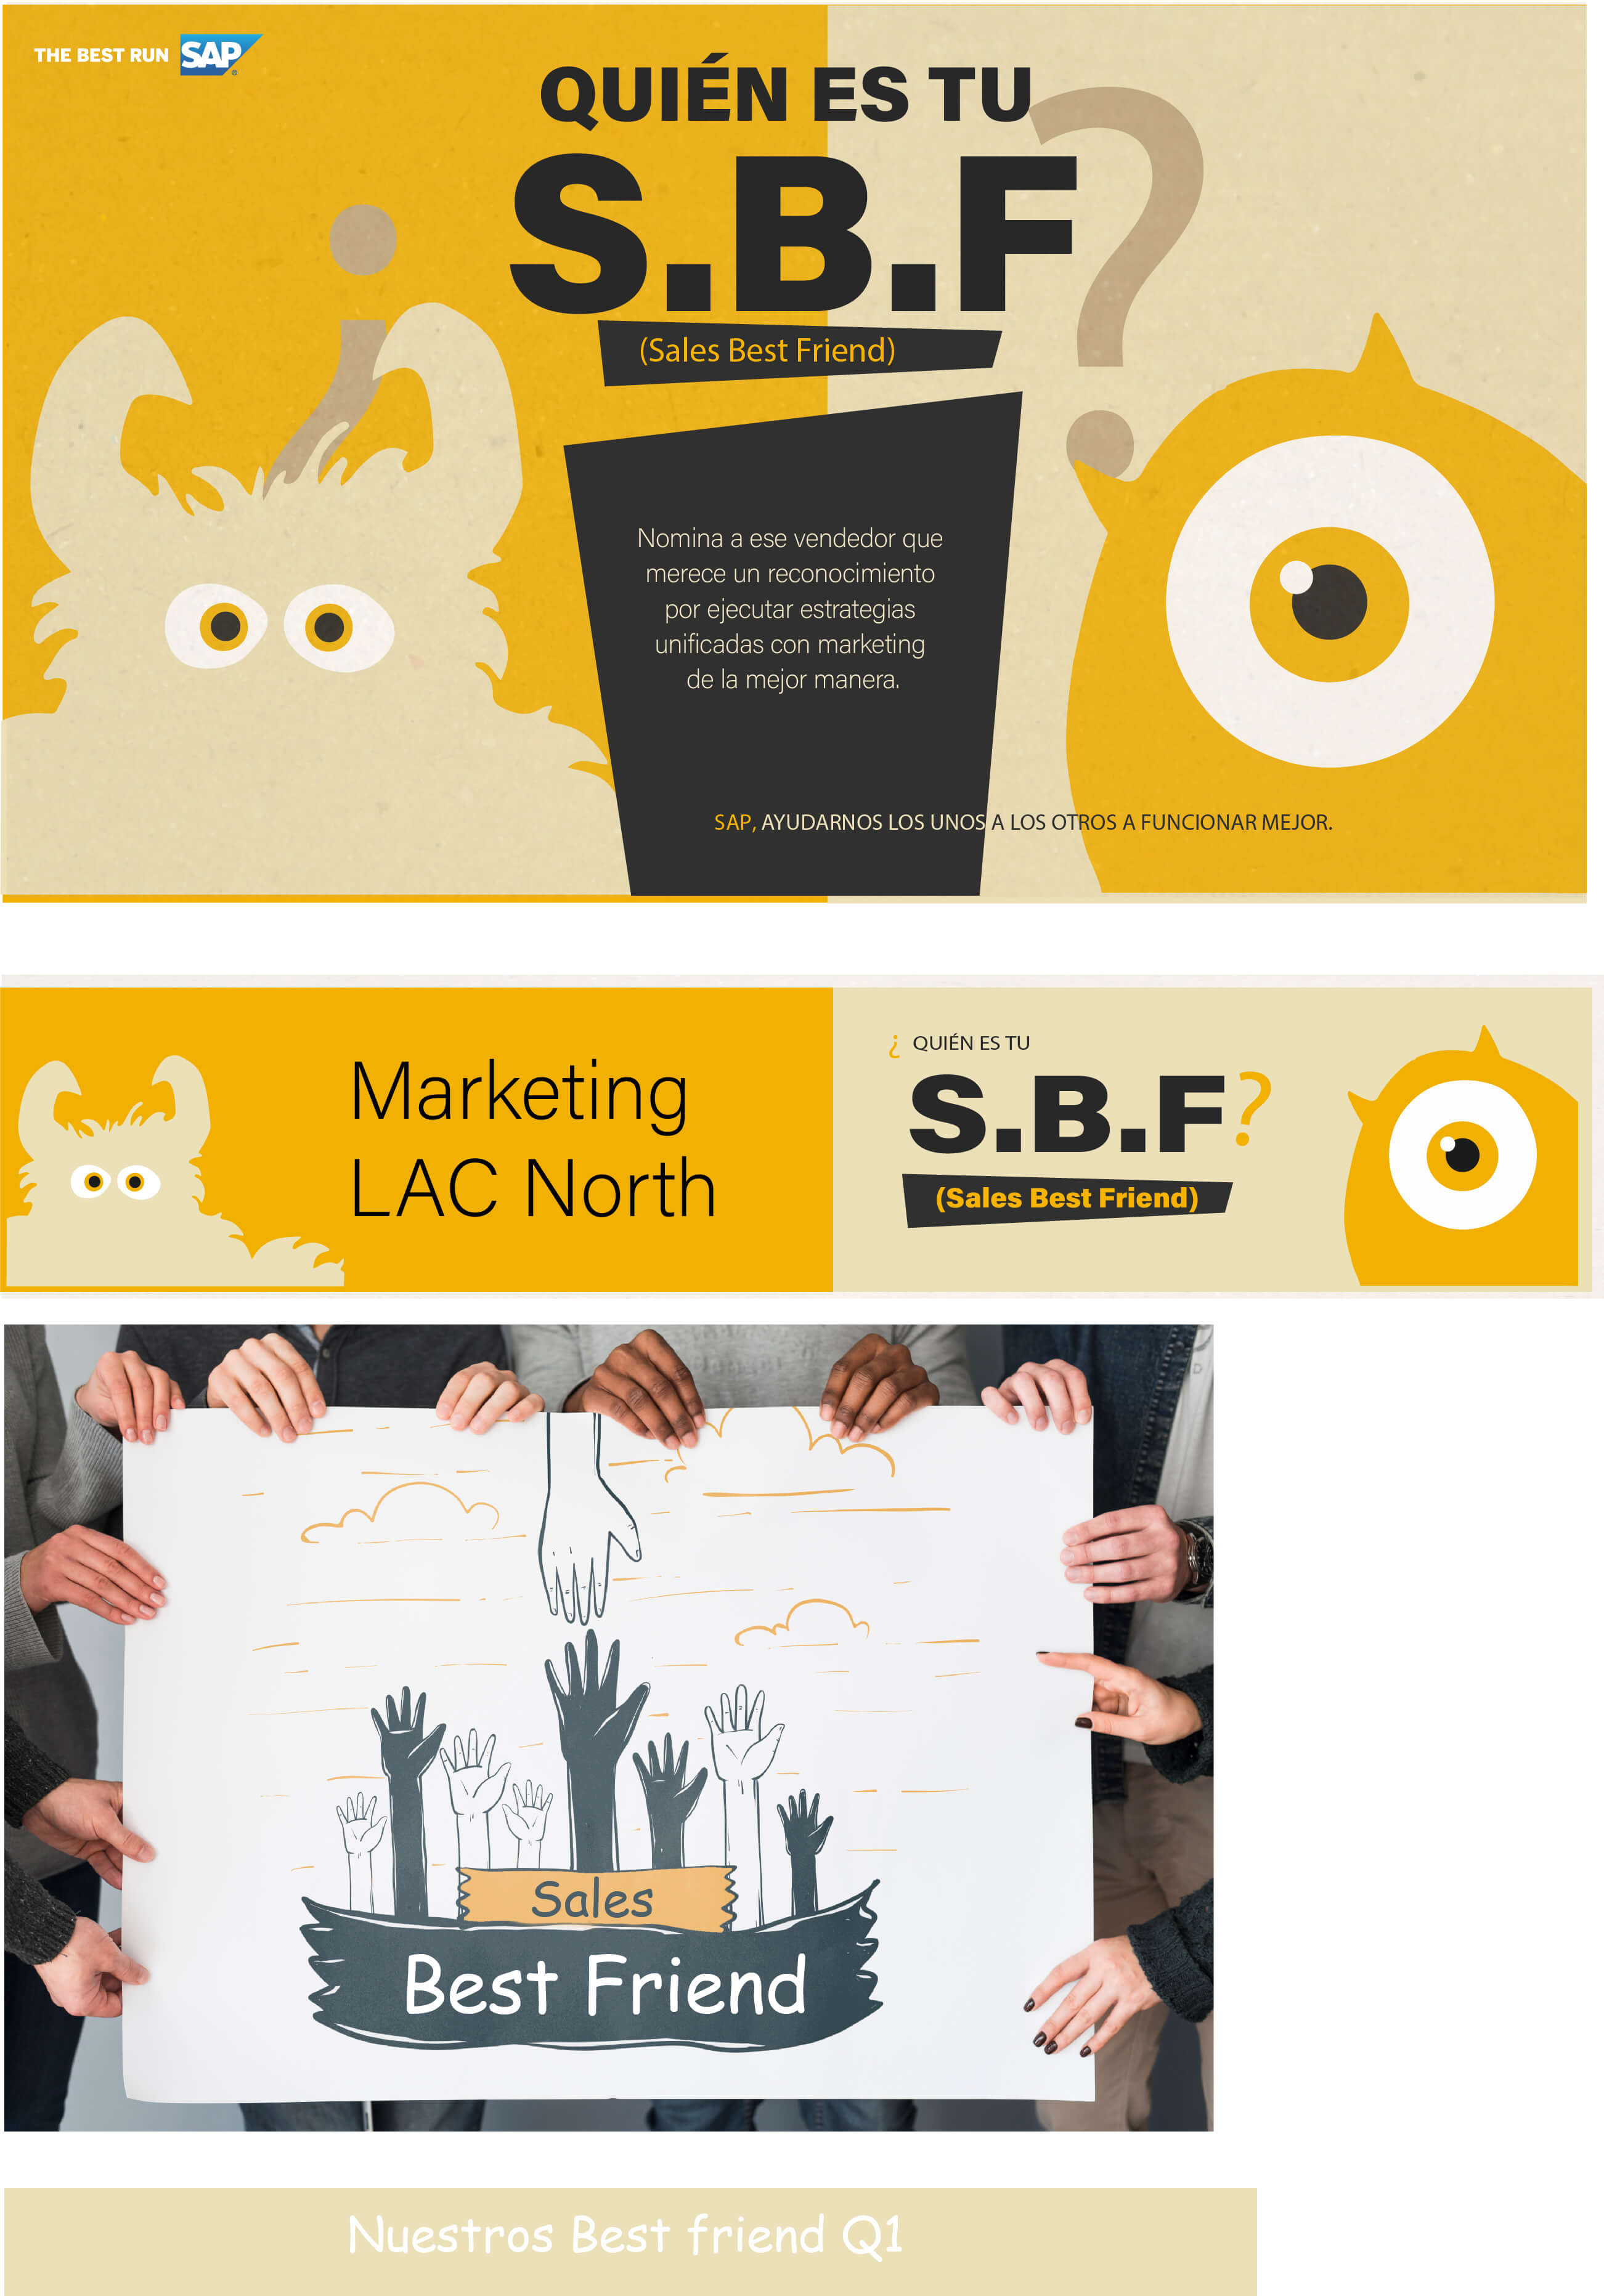 THE BEST RUN SAP
QUIÉN ES TU
¿
S.B.F
?
(Sales Best Friend)
Nomina a ese vendedor que
merece un reconocimiento
por ejecutar estrategias
unificadas con marketing
de la mejor manera.
SAP, AYUDARNOS LOS UNOS A LOS OTROS A FUNCIONAR MEJOR.
Marketing
LAC North
¿ QUIÉN ES TU
S.B.F?
(Sales Best Friend)
Sales
Best Friend
Nuestros Best friend Q1